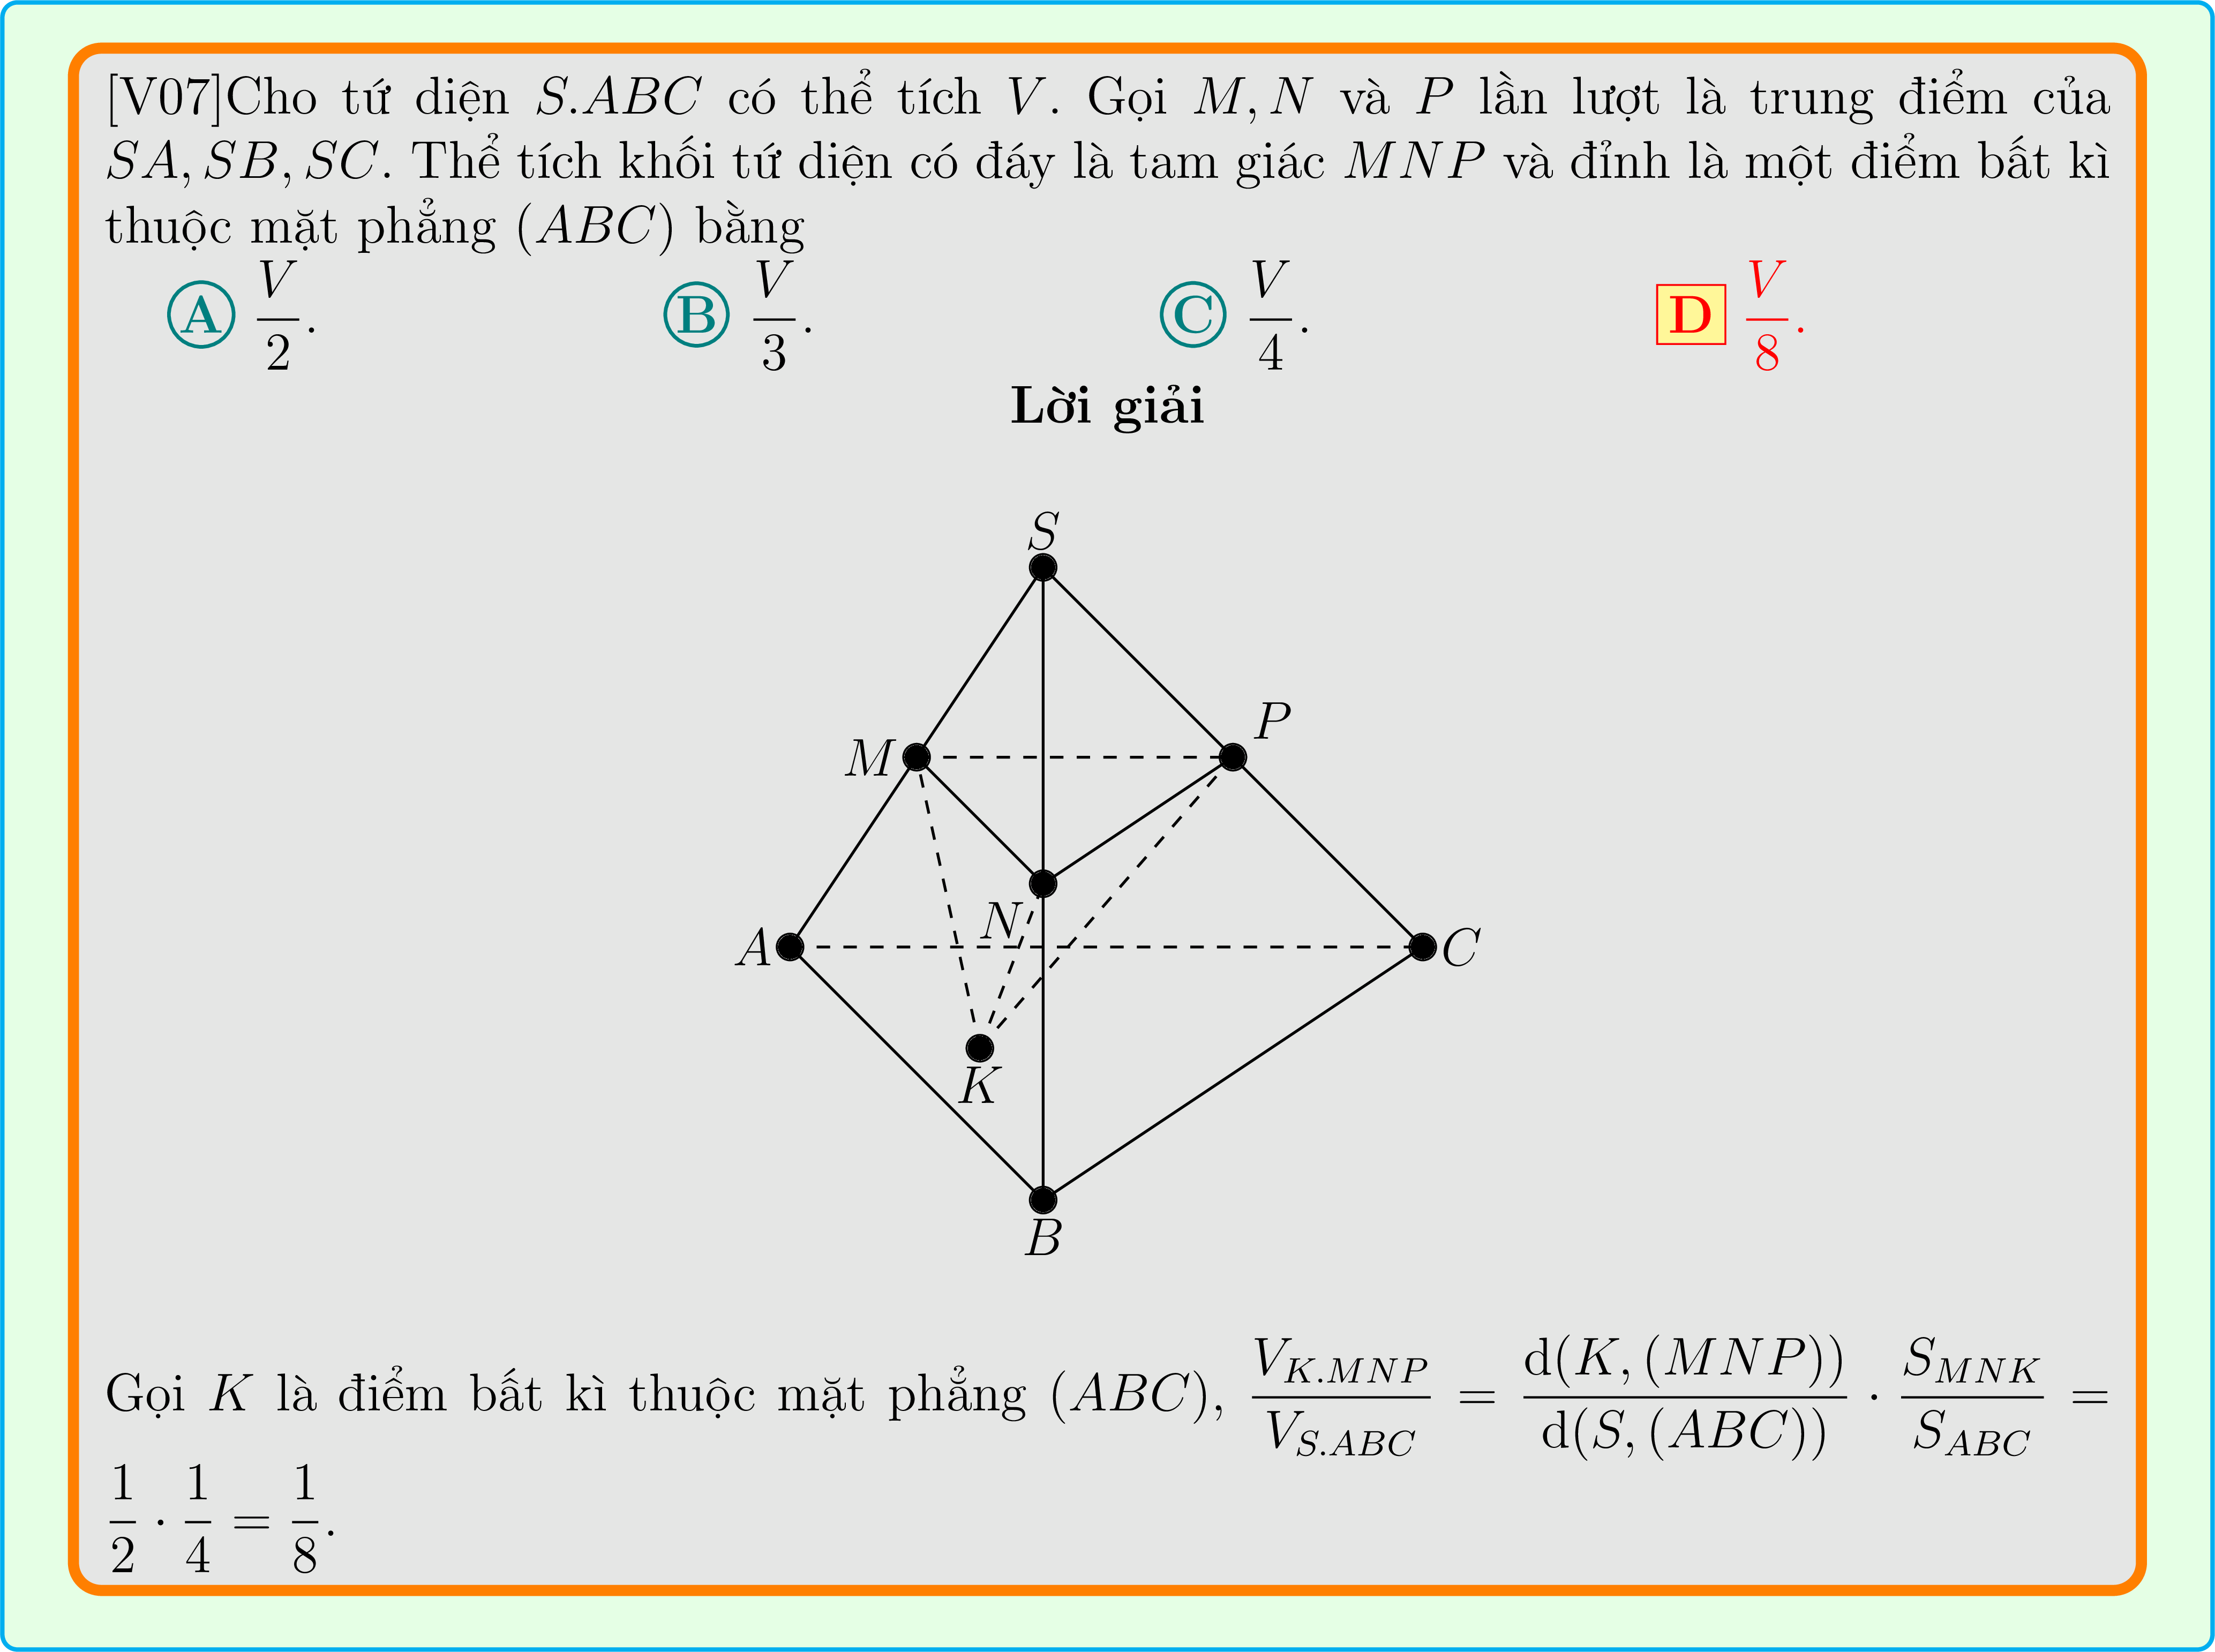 [V07]Cho tứ diện S.ABC có thể tích V. Gọi M, N và P lần lượt là trung điểm của
SA, SB, SC. Thể tích khối tứ diện có đáy là tam giác MNP và đỉnh là một điểm bất kì
thuộc mặt phẳng (ABC) bằng
A $\frac{V}{2}$. B $\frac{V}{3}$. C $\frac{V}{4}$. D $\frac{V}{8}$.
Lời giải
S
P
M
N
A
C
K
B
Gọi K là điểm bất kì thuộc mặt phẳng (ABC), $\frac{V_{K.MNP}}{V_{S.ABC}} = \frac{d(K,(MNP))}{d(S,(ABC))} \cdot \frac{S_{MNK}}{S_{ABC}} =$
$\frac{1}{2} \cdot \frac{1}{4} = \frac{1}{8}$.